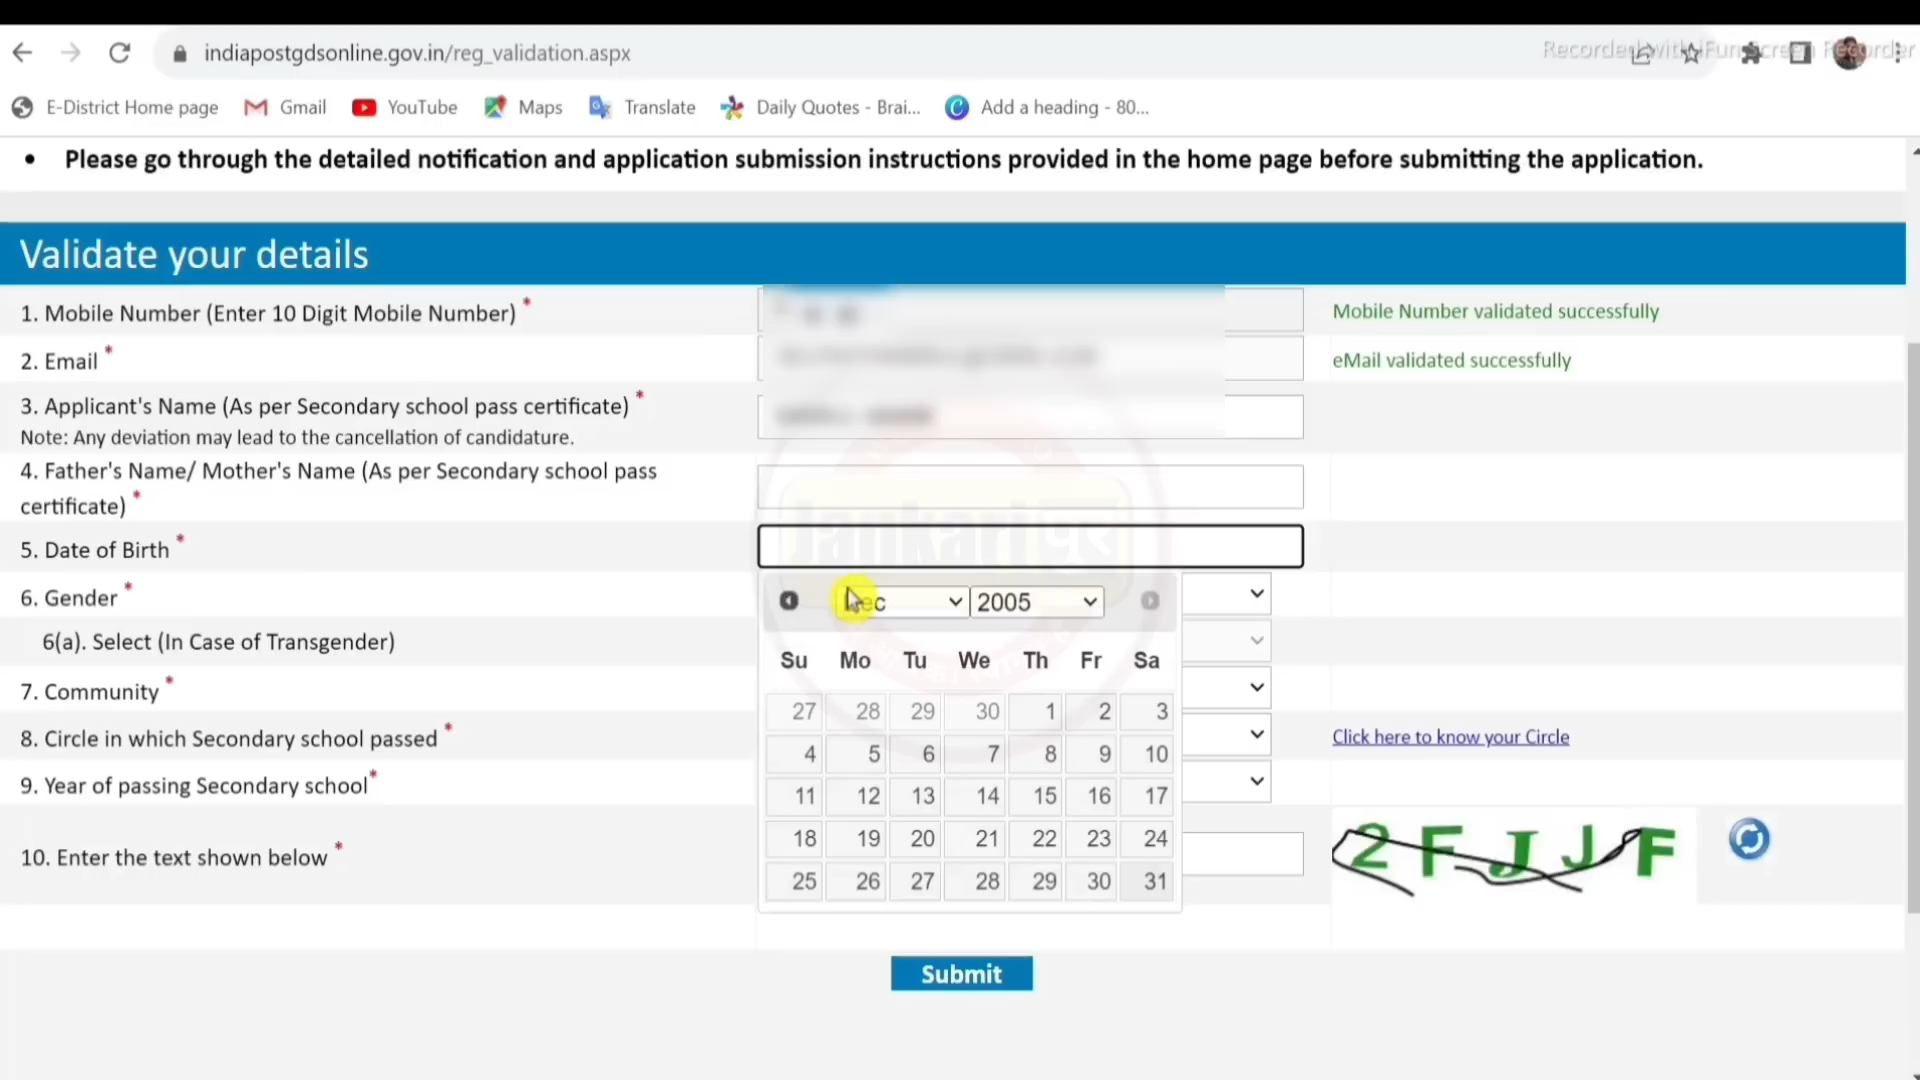 indiapostgdsonline.gov.in/reg_validation.aspx
Recorded with iFun Screen Recorder
E-District Home page Gmail YouTube Maps Translate Daily Quotes - Brai... Add a heading - 80...
• Please go through the detailed notification and application submission instructions provided in the home page before submitting the application.
Validate your details
1. Mobile Number (Enter 10 Digit Mobile Number) *
Mobile Number validated successfully
2. Email *
eMail validated successfully
3. Applicant's Name (As per Secondary school pass certificate) *
Note: Any deviation may lead to the cancellation of candidature.
4. Father's Name/ Mother's Name (As per Secondary school pass
certificate) *
Jankari पुर
5. Date of Birth *
6. Gender *
Dec 2005
6(a). Select (In Case of Transgender)
Su Mo Tu We Th Fr Sa
7. Community *
27 28 29 30 1 2 3
8. Circle in which Secondary school passed *
Click here to know your Circle
4 5 6 7 8 9 10
9. Year of passing Secondary school *
11 12 13 14 15 16 17
18 19 20 21 22 23 24
10. Enter the text shown below *
2FJJF
25 26 27 28 29 30 31
Submit